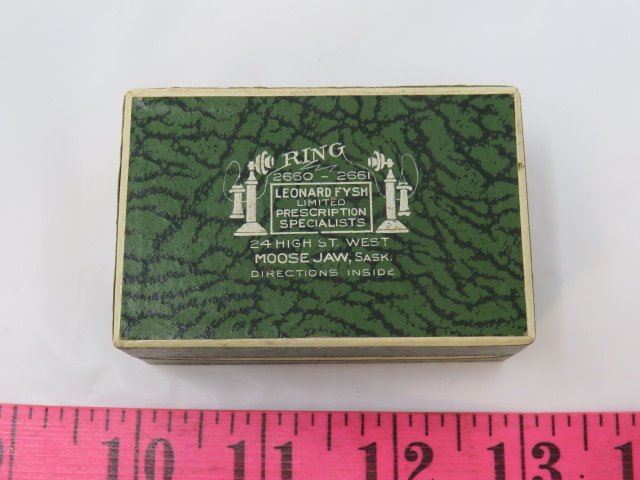 RING
2660 - 2661
LEONARD FYSH
LIMITED
PRESCRIPTION
SPECIALISTS
24 HIGH ST. WEST
MOOSE JAW, SASK.
DIRECTIONS INSIDE
10 11 12 13